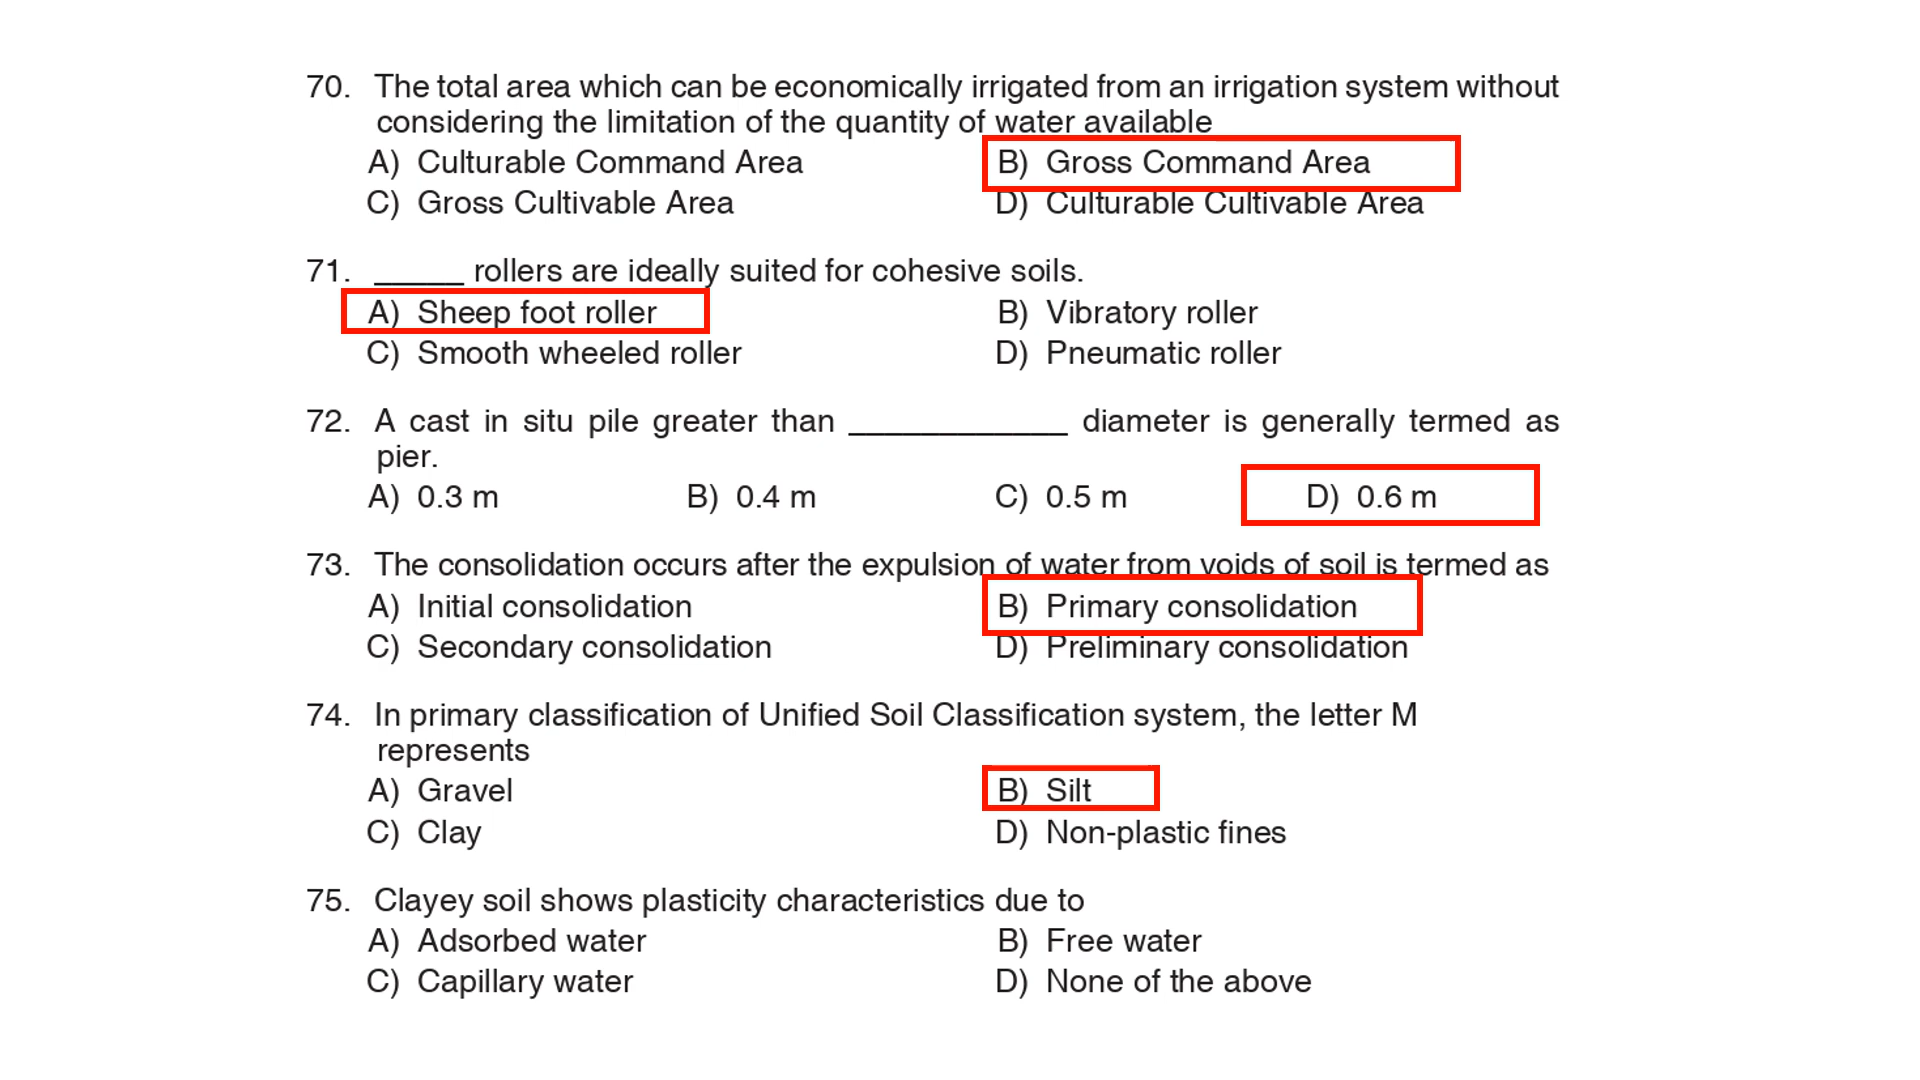 70. The total area which can be economically irrigated from an irrigation system without
considering the limitation of the quantity of water available
A) Culturable Command Area B) Gross Command Area
C) Gross Cultivable Area D) Culturable Cultivable Area
71. _____ rollers are ideally suited for cohesive soils.
A) Sheep foot roller B) Vibratory roller
C) Smooth wheeled roller D) Pneumatic roller
72. A cast in situ pile greater than ____________ diameter is generally termed as
pier.
A) 0.3 m B) 0.4 m C) 0.5 m D) 0.6 m
73. The consolidation occurs after the expulsion of water from voids of soil is termed as
A) Initial consolidation B) Primary consolidation
C) Secondary consolidation D) Preliminary consolidation
74. In primary classification of Unified Soil Classification system, the letter M
represents
A) Gravel B) Silt
C) Clay D) Non-plastic fines
75. Clayey soil shows plasticity characteristics due to
A) Adsorbed water B) Free water
C) Capillary water D) None of the above